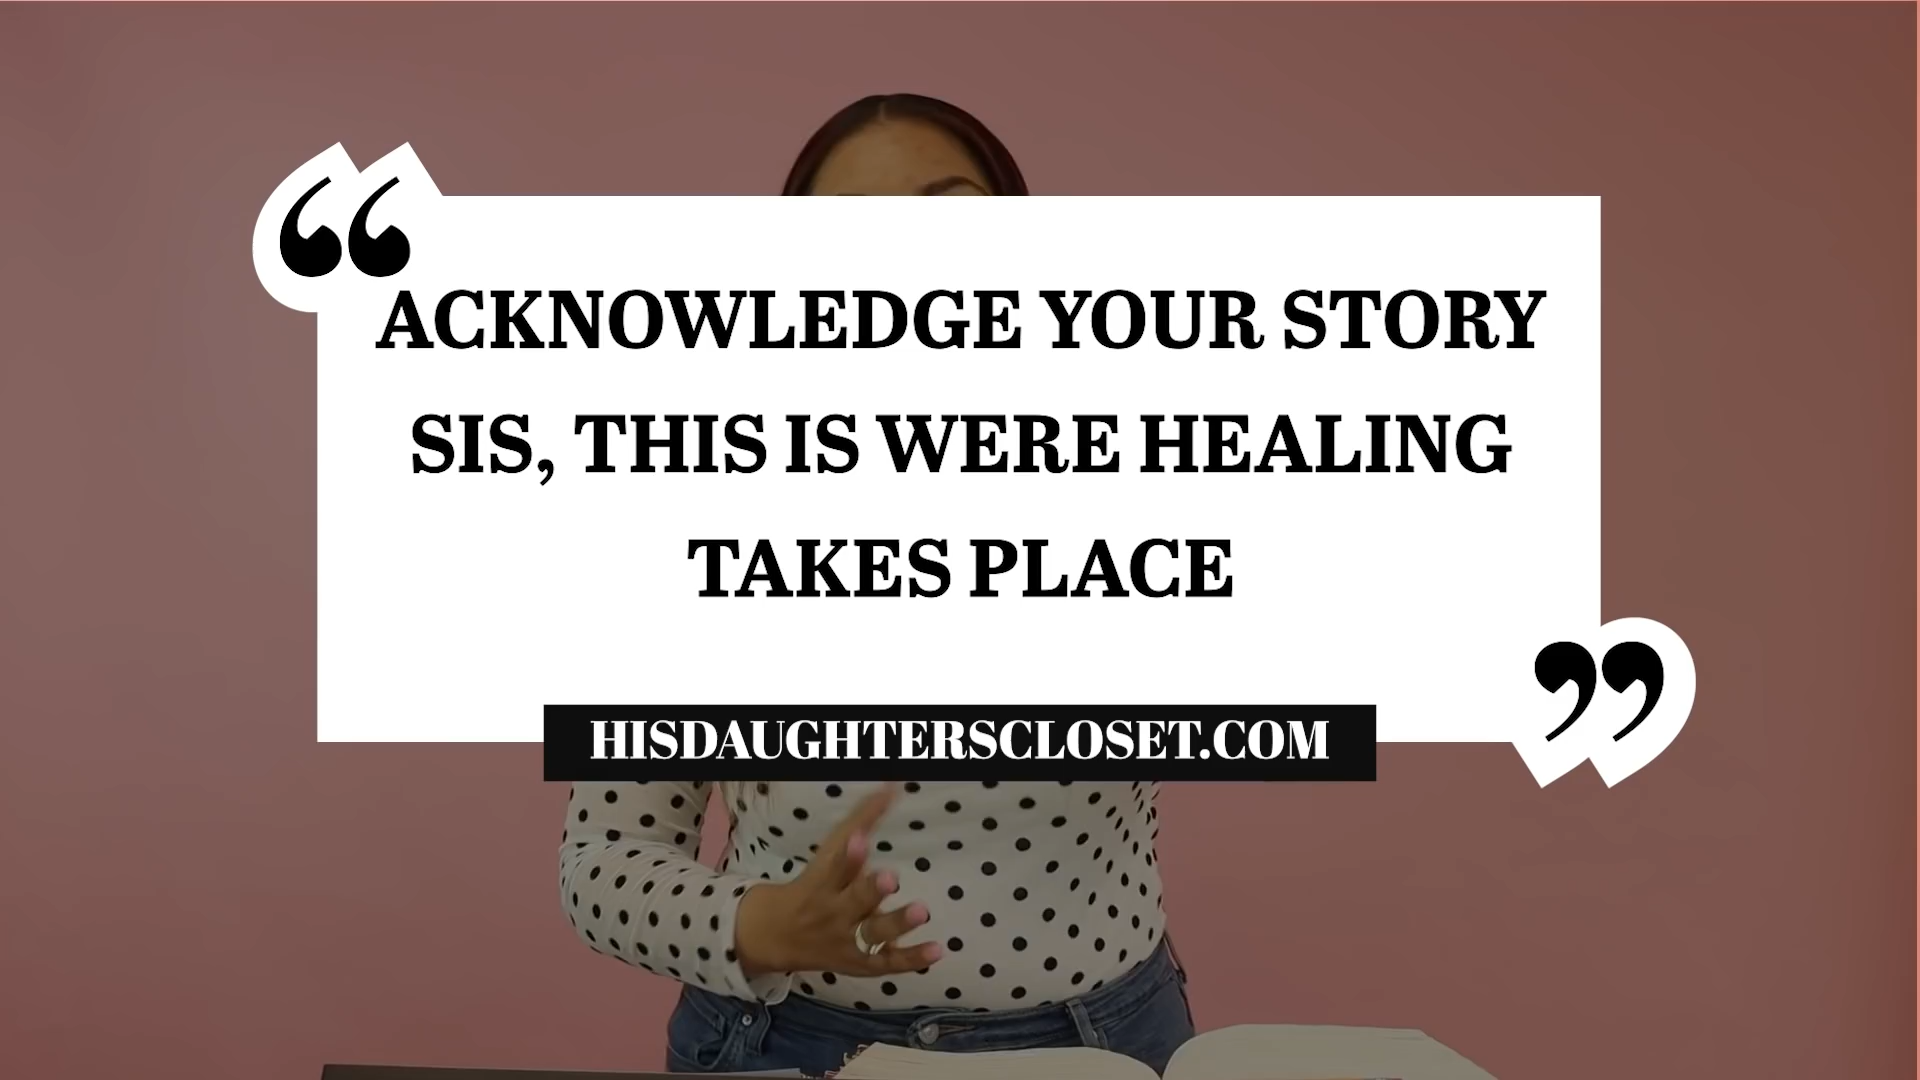 “
ACKNOWLEDGE YOUR STORY
SIS, THIS IS WERE HEALING
TAKES PLACE
”
HISDAUGHTERSCLOSET.COM